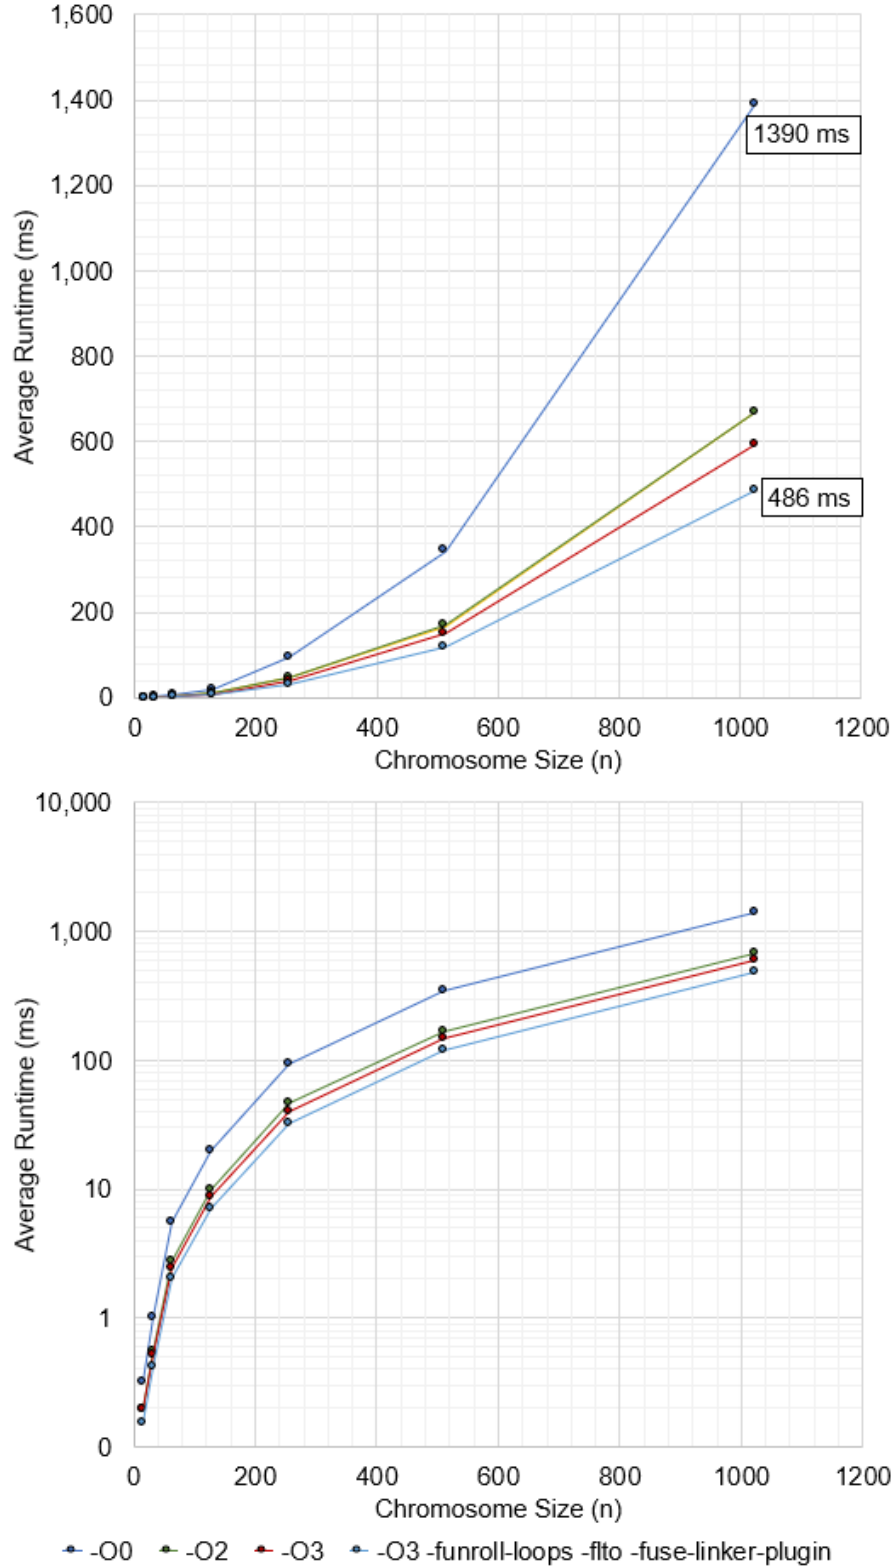 1,600
1,400
1390 ms
1,200
1,000
800
600
486 ms
400
200
0
Average Runtime (ms)
0 200 400 600 800 1000 1200
Chromosome Size (n)
10,000
1,000
100
10
1
0
Average Runtime (ms)
0 200 400 600 800 1000 1200
Chromosome Size (n)
-O0 -O2 -O3 -O3 -funroll-loops -flto -fuse-linker-plugin